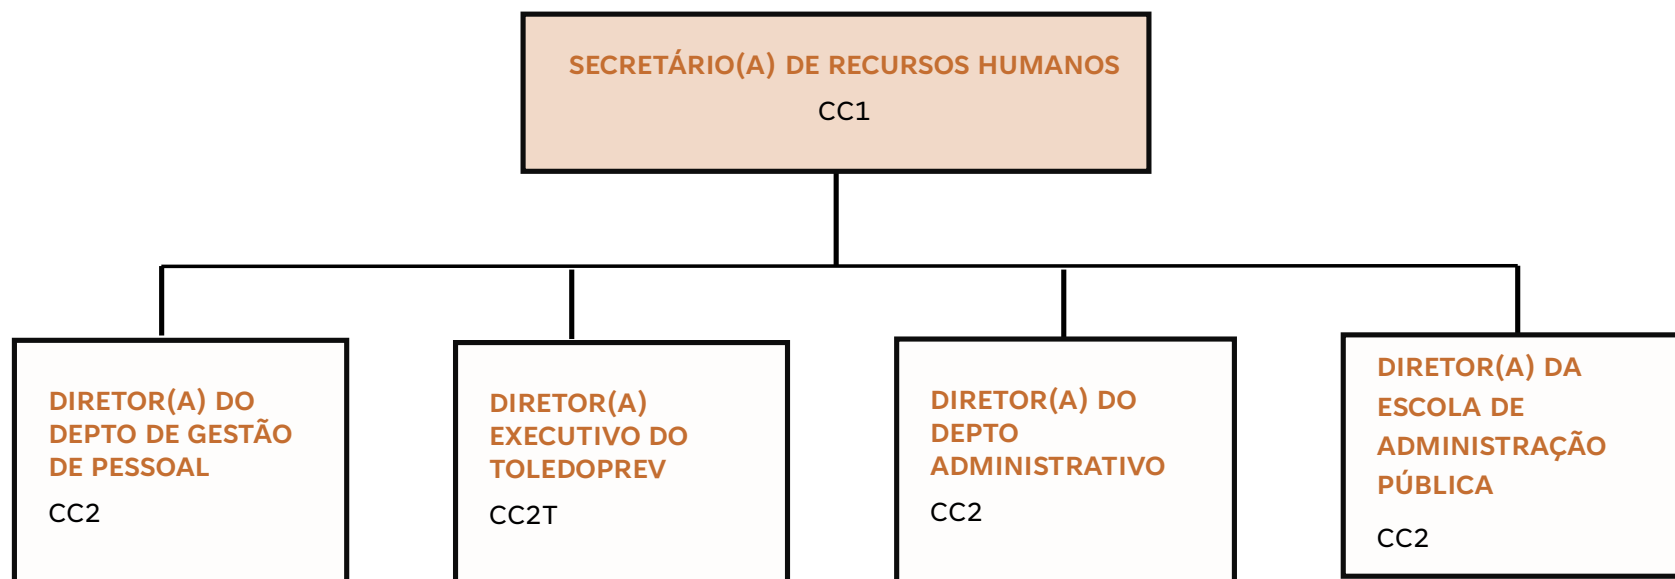 SECRETÁRIO(A) DE RECURSOS HUMANOS
CC1
DIRETOR(A) DO
DEPTO DE GESTÃO
DE PESSOAL
CC2
DIRETOR(A)
EXECUTIVO DO
TOLEDOPREV
CC2T
DIRETOR(A) DO
DEPTO
ADMINISTRATIVO
CC2
DIRETOR(A) DA
ESCOLA DE
ADMINISTRAÇÃO
PÚBLICA
CC2